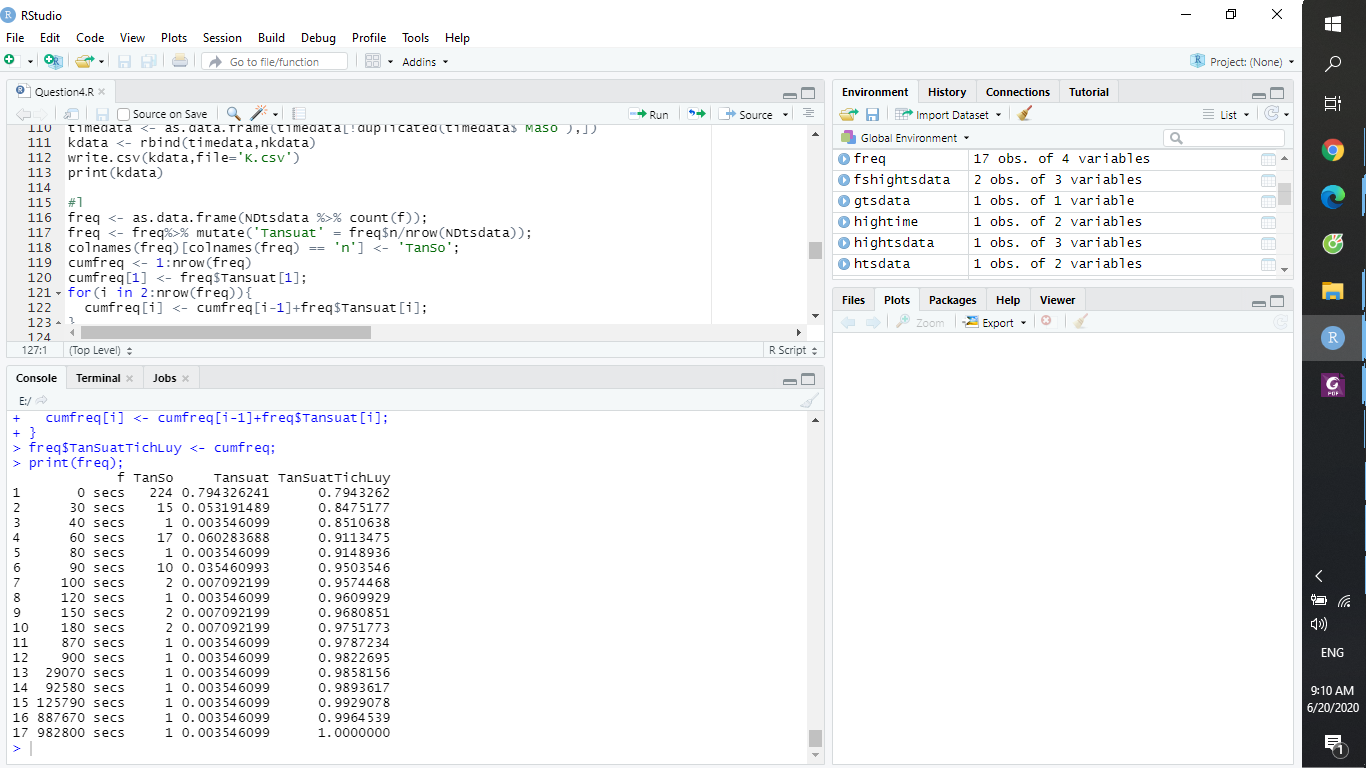 RStudio
File Edit Code View Plots Session Build Debug Profile Tools Help
Go to file/function Addins Project: (None)
Question4.R
Source on Save Run Source
110 timedata <- as.data.frame(timedata[!duplicated(timedata$`Maso`),])
111 kdata <- rbind(timedata,nkdata)
112 write.csv(kdata,file='K.csv')
113 print(kdata)
114
115 #l
116 freq <- as.data.frame(NDtsdata %>% count(f));
117 freq <- freq%>% mutate('Tansuat' = freq$n/nrow(NDtsdata));
118 colnames(freq)[colnames(freq) == 'n'] <- 'TanSo';
119 cumfreq <- 1:nrow(freq)
120 cumfreq[1] <- freq$Tansuat[1];
121 for(i in 2:nrow(freq)){
122 cumfreq[i] <- cumfreq[i-1]+freq$Tansuat[i];
123 }
124
127:1 (Top Level) R Script
Console Terminal Jobs
E:/
+ cumfreq[i] <- cumfreq[i-1]+freq$Tansuat[i];
+ }
> freq$TanSuatTichLuy <- cumfreq;
> print(freq);
f TanSo Tansuat TanSuatTichLuy
1 0 secs 224 0.794326241 0.7943262
2 30 secs 15 0.053191489 0.8475177
3 40 secs 1 0.003546099 0.8510638
4 60 secs 17 0.060283688 0.9113475
5 80 secs 1 0.003546099 0.9148936
6 90 secs 10 0.035460993 0.9503546
7 100 secs 2 0.007092199 0.9574468
8 120 secs 1 0.003546099 0.9609929
9 150 secs 2 0.007092199 0.9680851
10 180 secs 2 0.007092199 0.9751773
11 870 secs 1 0.003546099 0.9787234
12 900 secs 1 0.003546099 0.9822695
13 29070 secs 1 0.003546099 0.9858156
14 92580 secs 1 0.003546099 0.9893617
15 125790 secs 1 0.003546099 0.9929078
16 887670 secs 1 0.003546099 0.9964539
17 982800 secs 1 0.003546099 1.0000000
>
Environment History Connections Tutorial
Import Dataset List
Global Environment
freq 17 obs. of 4 variables
fshightsdata 2 obs. of 3 variables
gtsdata 1 obs. of 1 variable
hightime 1 obs. of 2 variables
hightsdata 1 obs. of 3 variables
htsdata 1 obs. of 2 variables
Files Plots Packages Help Viewer
Zoom Export
ENG
9:10 AM
6/20/2020
1